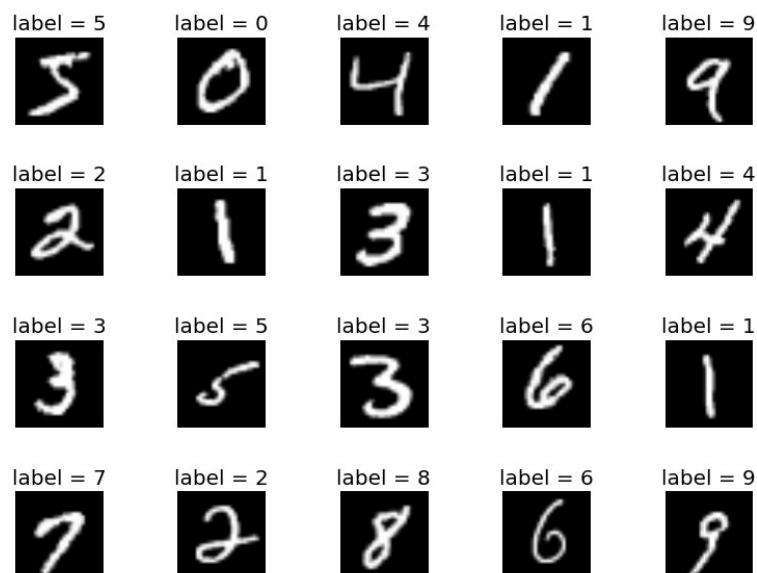 label = 5 label = 0 label = 4 label = 1 label = 9
5 0 4 1 9
label = 2 label = 1 label = 3 label = 1 label = 4
2 1 3 1 4
label = 3 label = 5 label = 3 label = 6 label = 1
3 5 3 6 1
label = 7 label = 2 label = 8 label = 6 label = 9
7 2 8 6 9